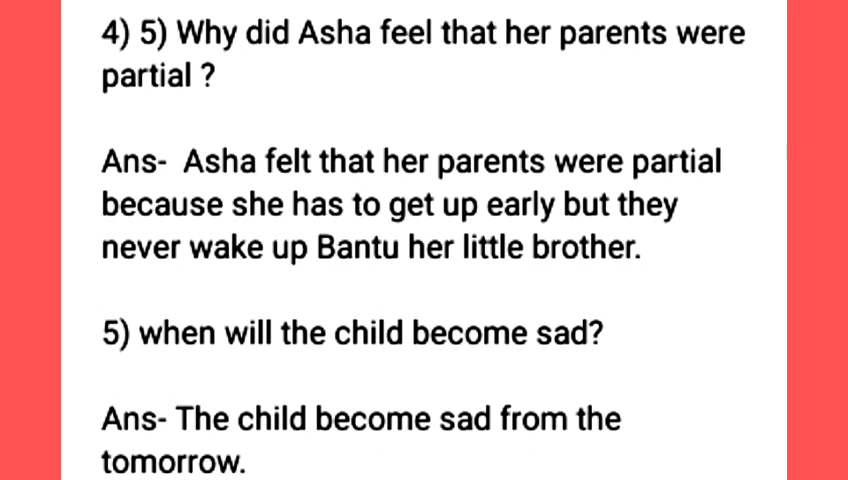 4) 5) Why did Asha feel that her parents were
partial ?
Ans- Asha felt that her parents were partial
because she has to get up early but they
never wake up Bantu her little brother.
5) when will the child become sad?
Ans- The child become sad from the
tomorrow.